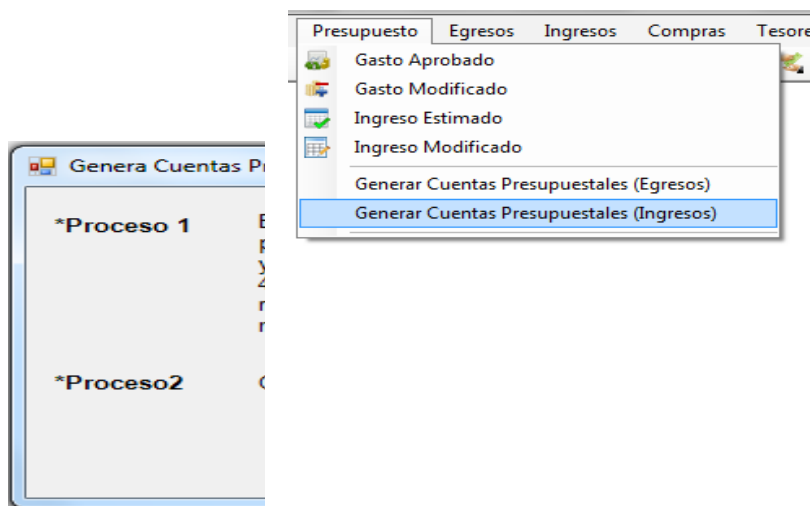 Presupuesto Egresos Ingresos Compras
Gasto Aprobado
Gasto Modificado
Ingreso Estimado
Ingreso Modificado
Generar Cuentas Presupuestales (Egresos)
Generar Cuentas Presupuestales (Ingresos)
Genera Cuentas
*Proceso 1
*Proceso2